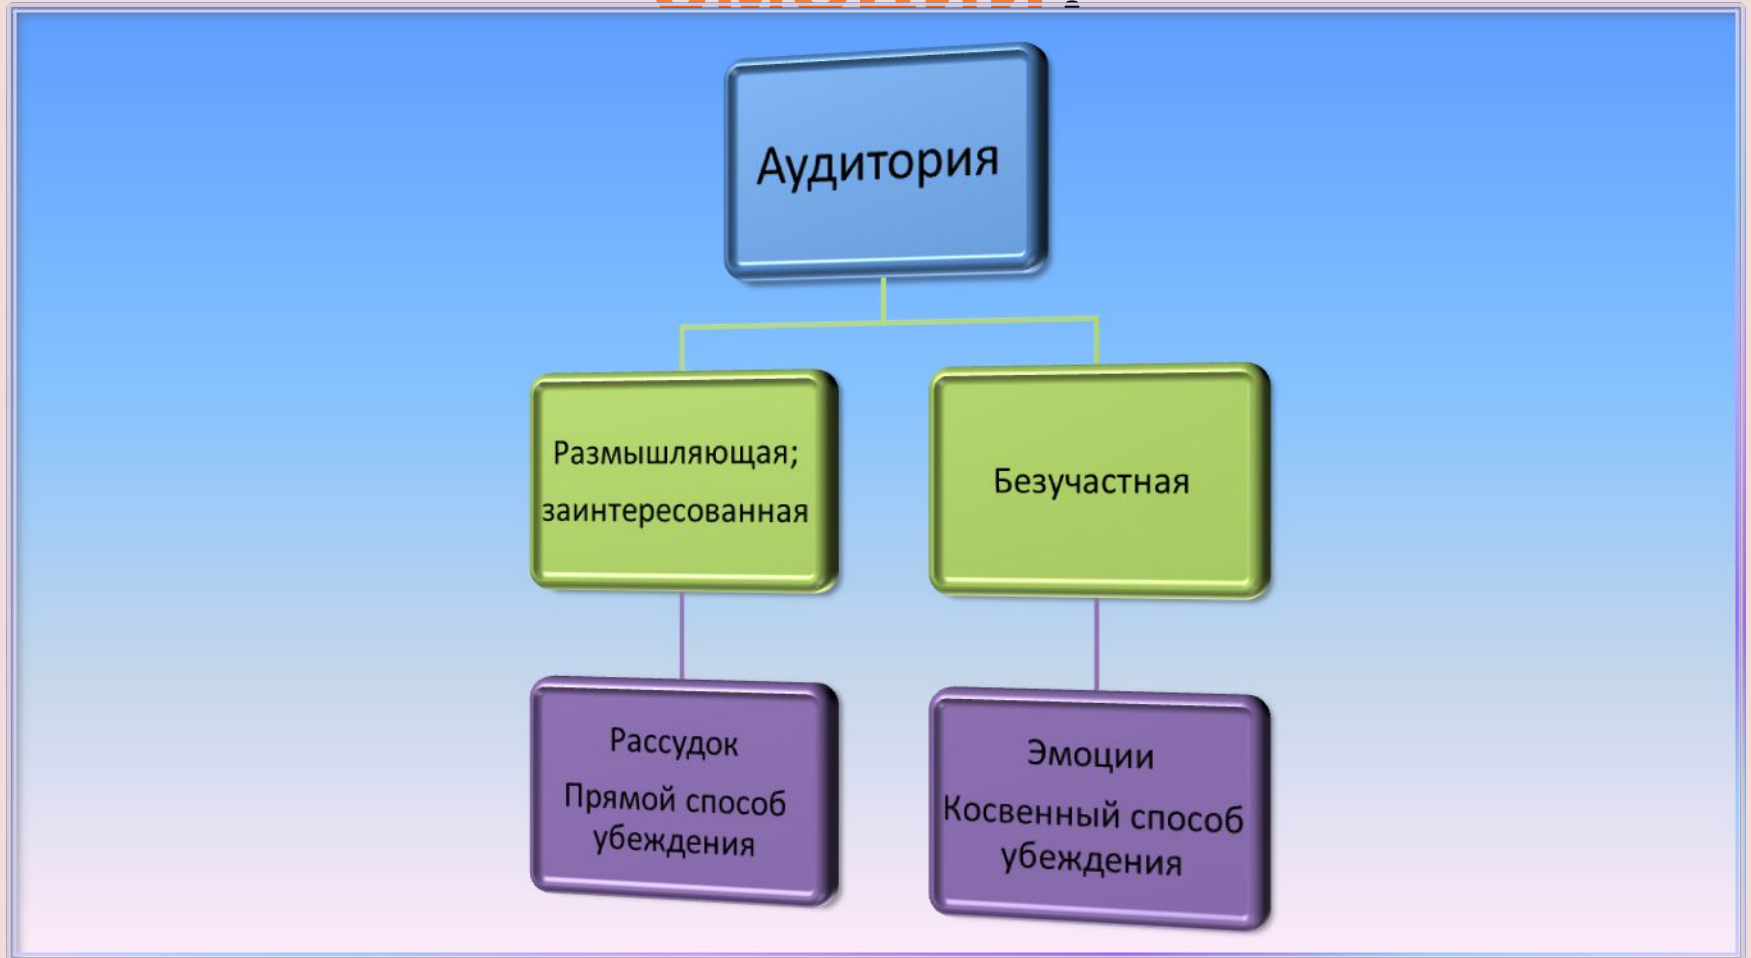 Аудитория
Размышляющая;
заинтересованная
Безучастная
Рассудок
Прямой способ
убеждения
Эмоции
Косвенный способ
убеждения